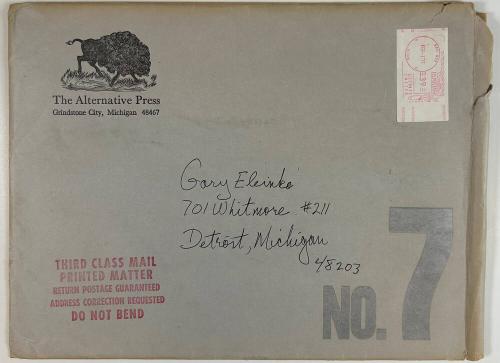 The Alternative Press
Grindstone City, Michigan 48467
Gary Eleinko
701 Whitmore #211
Detroit, Michigan
48203
THIRD CLASS MAIL
PRINTED MATTER
RETURN POSTAGE GUARANTEED
ADDRESS CORRECTION REQUESTED
DO NOT BEND
NO. 7